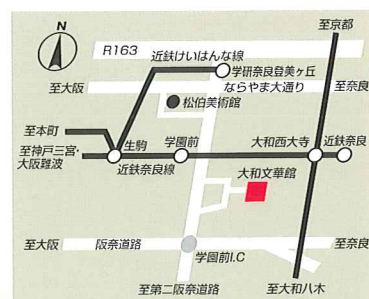 N
至京都
R163
近鉄けいはんな線
学研奈良登美ヶ丘
至大阪
ならやま大通り
至奈良
松伯美術館
至本町
生駒
学園前
大和西大寺
近鉄奈良
至神戸三宮・
大阪難波
近鉄奈良線
大和文華館
至大阪
阪奈道路
至奈良
学園前I.C
至第二阪奈道路
至大和八木